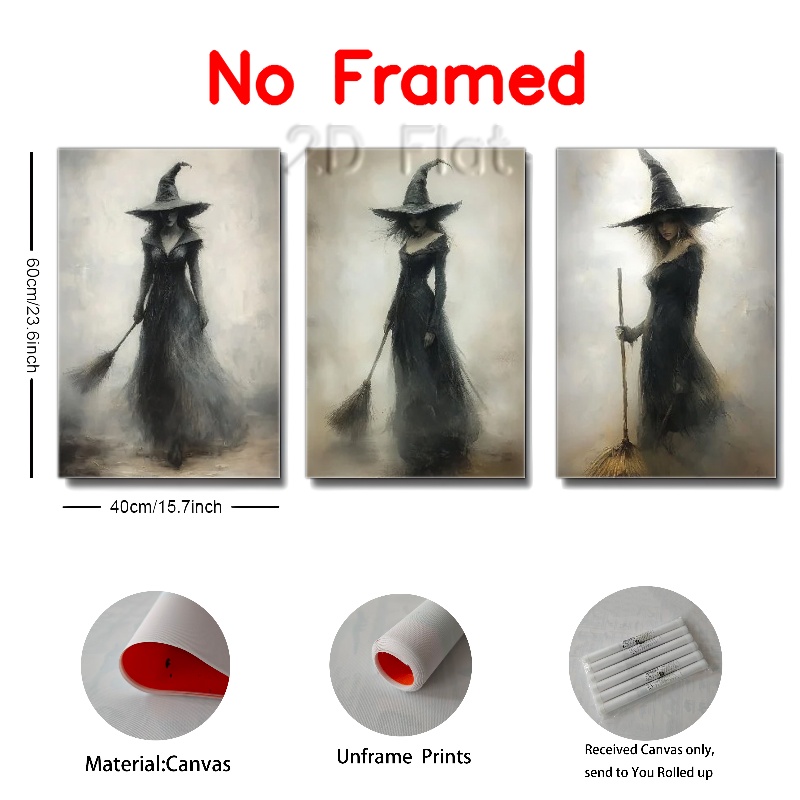 No Framed
2D Flat
60cm/23.6inch
40cm/15.7inch
Material:Canvas
Unframe Prints
Received Canvas only,
send to You Rolled up